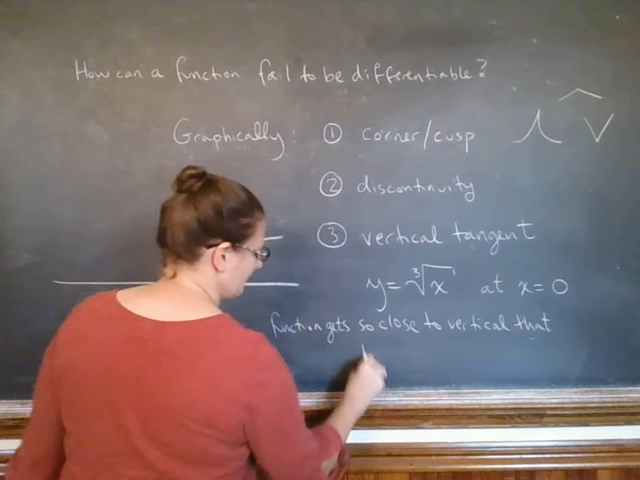 How can a function fail to be differentiable?
Graphically: ① corner/cusp
② discontinuity
③ vertical tangent
y=∛x at x=0
function gets so close to vertical that